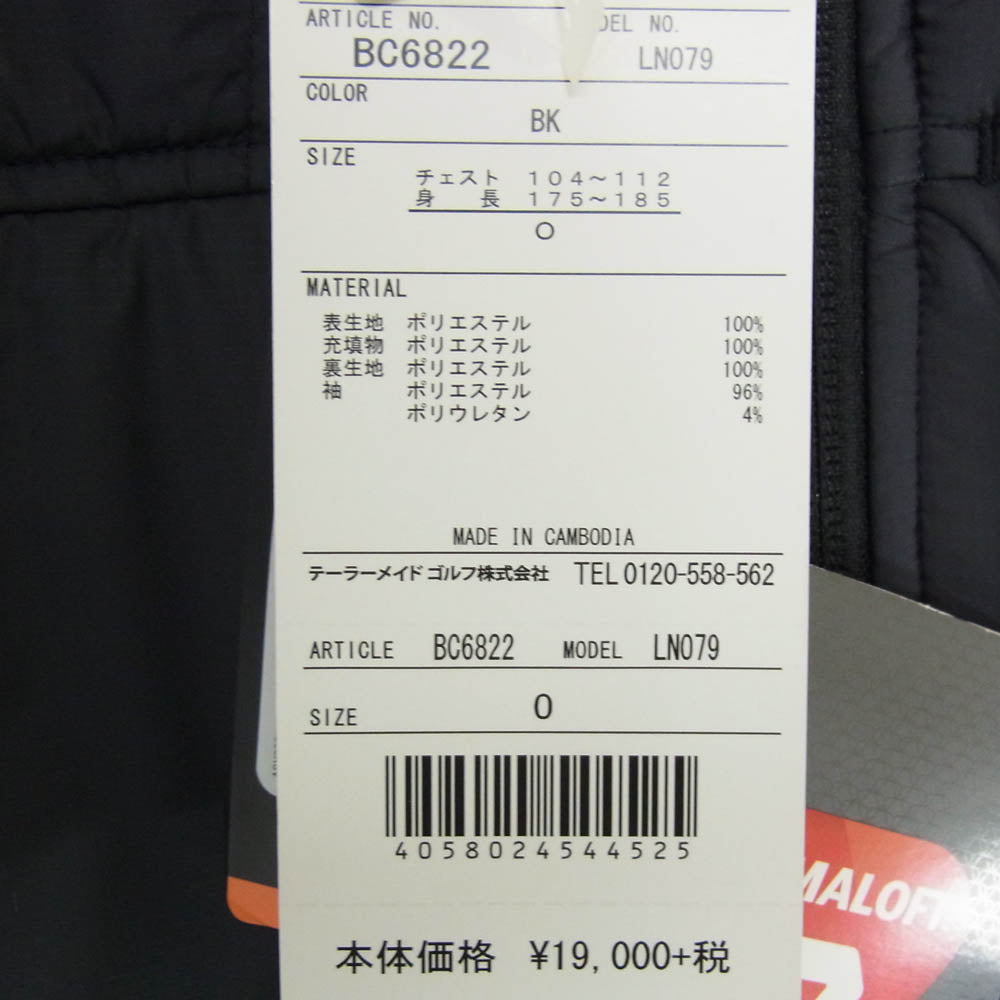 ARTICLE NO. DEL NO.
BC6822 LN079
COLOR
BK
SIZE
チェスト 104～112
身長 175～185
O
MATERIAL
表生地 ポリエステル 100%
充填物 ポリエステル 100%
裏生地 ポリエステル 100%
袖 ポリエステル 96%
ポリウレタン 4%
MADE IN CAMBODIA
テーラーメイド ゴルフ株式会社 TEL 0120-558-562
ARTICLE BC6822 MODEL LN079
SIZE O
4058024544525
本体価格 ¥19,000+税
MALOFT